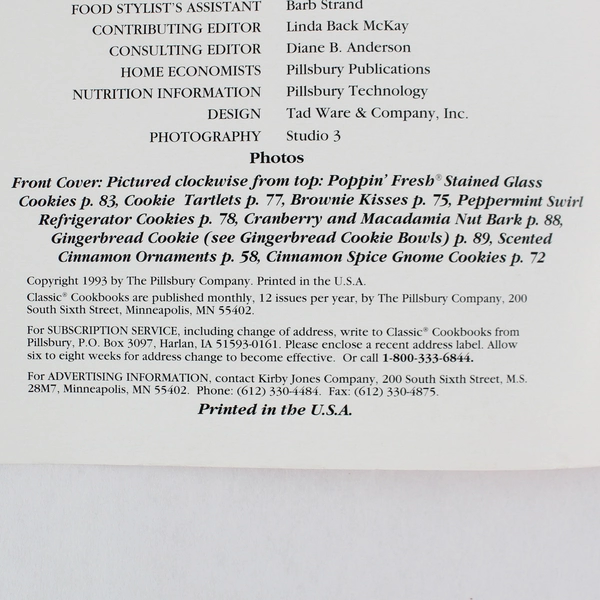 FOOD STYLIST'S ASSISTANT Barb Strand
CONTRIBUTING EDITOR Linda Back McKay
CONSULTING EDITOR Diane B. Anderson
HOME ECONOMISTS Pillsbury Publications
NUTRITION INFORMATION Pillsbury Technology
DESIGN Tad Ware & Company, Inc.
PHOTOGRAPHY Studio 3
Photos
Front Cover: Pictured clockwise from top: Poppin' Fresh® Stained Glass
Cookies p. 83, Cookie Tartlets p. 77, Brownie Kisses p. 75, Peppermint Swirl
Refrigerator Cookies p. 78, Cranberry and Macadamia Nut Bark p. 88,
Gingerbread Cookie (see Gingerbread Cookie Bowls) p. 89, Scented
Cinnamon Ornaments p. 58, Cinnamon Spice Gnome Cookies p. 72
Copyright 1993 by The Pillsbury Company. Printed in the U.S.A.
Classic® Cookbooks are published monthly, 12 issues per year, by The Pillsbury Company, 200
South Sixth Street, Minneapolis, MN 55402.
For SUBSCRIPTION SERVICE, including change of address, write to Classic® Cookbooks from
Pillsbury, P.O. Box 3097, Harlan, IA 51593-0161. Please enclose a recent address label. Allow
six to eight weeks for address change to become effective. Or call 1-800-333-6844.
For ADVERTISING INFORMATION, contact Kirby Jones Company, 200 South Sixth Street, M.S.
28M7, Minneapolis, MN 55402. Phone: (612) 330-4484. Fax: (612) 330-4875.
Printed in the U.S.A.